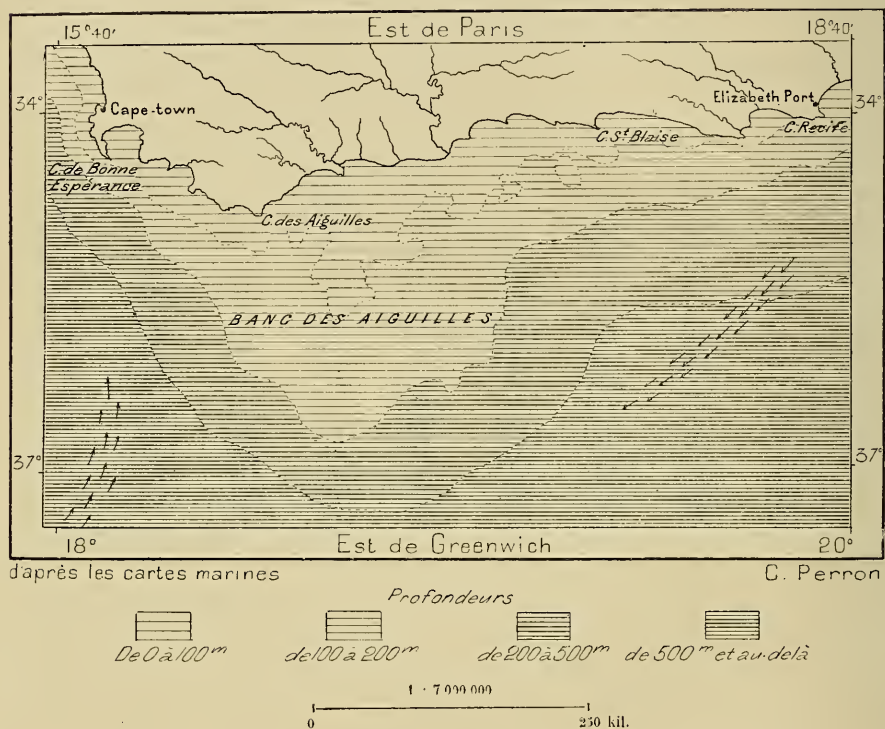 15°40' Est de Paris 18°40'
34° Cape-town Elizabeth Port 34°
C. St Blaise C. Recife
C. de Bonne
Espérance
C. des Aiguilles
BANC DES AIGUILLES
37° 37°
18° Est de Greenwich 20°
d'après les cartes marines C. Perron
Profondeurs
De 0 à 100m de 100 à 200m de 200 à 500m de 500m et au-delà
1 : 7 000 000
0 250 kil.